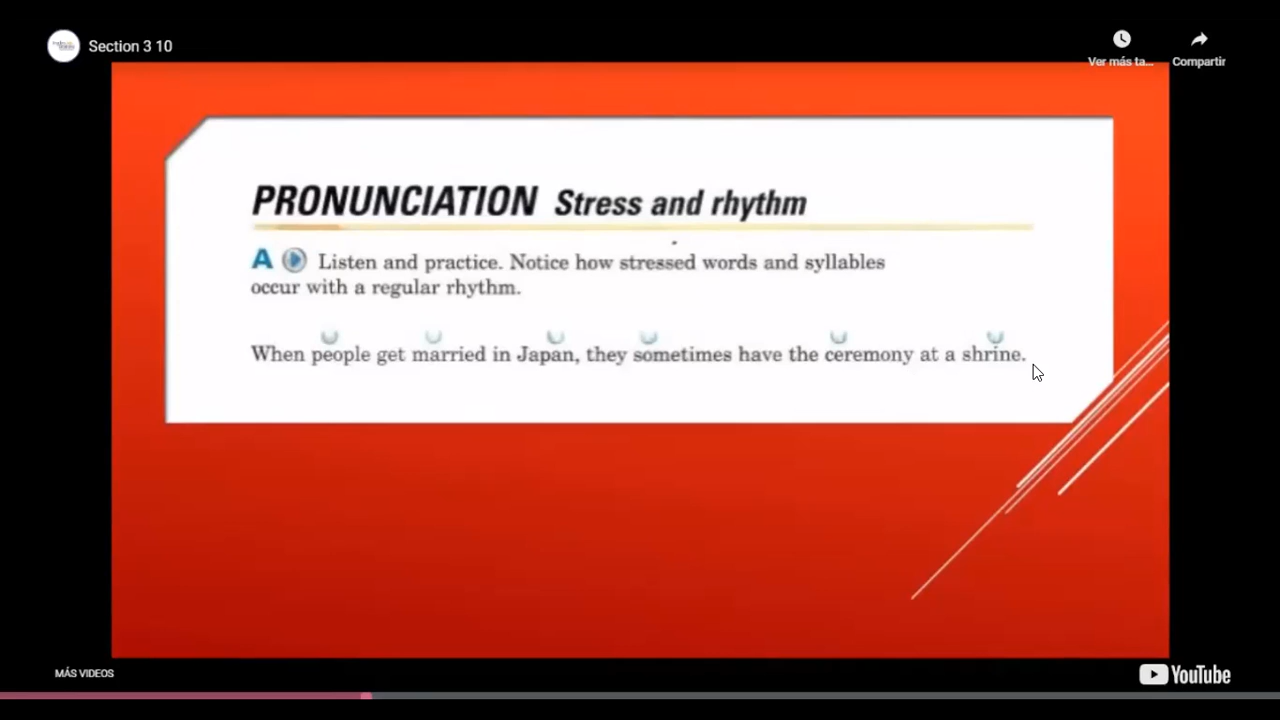 Section 3 10
Ver más ta...
Compartir
PRONUNCIATION Stress and rhythm
A Listen and practice. Notice how stressed words and syllables
occur with a regular rhythm.
When people get married in Japan, they sometimes have the ceremony at a shrine.
MÁS VIDEOS
YouTube